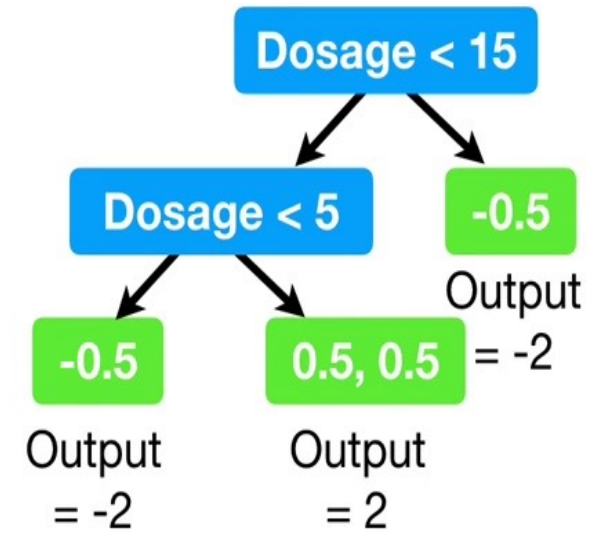 Dosage < 15
Dosage < 5
-0.5
Output
= -2
-0.5
Output
= -2
0.5, 0.5
Output
= 2